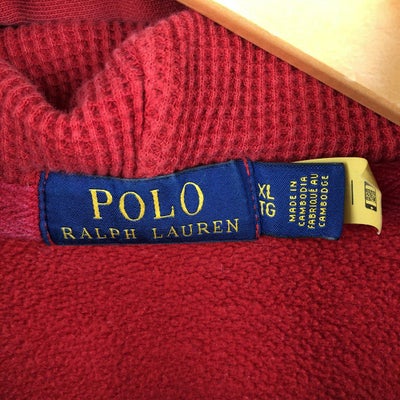 POLO
RALPH LAUREN
XL
TG
MADE IN
CAMBODIA
FABRIQUÉ AU
CAMBODGE